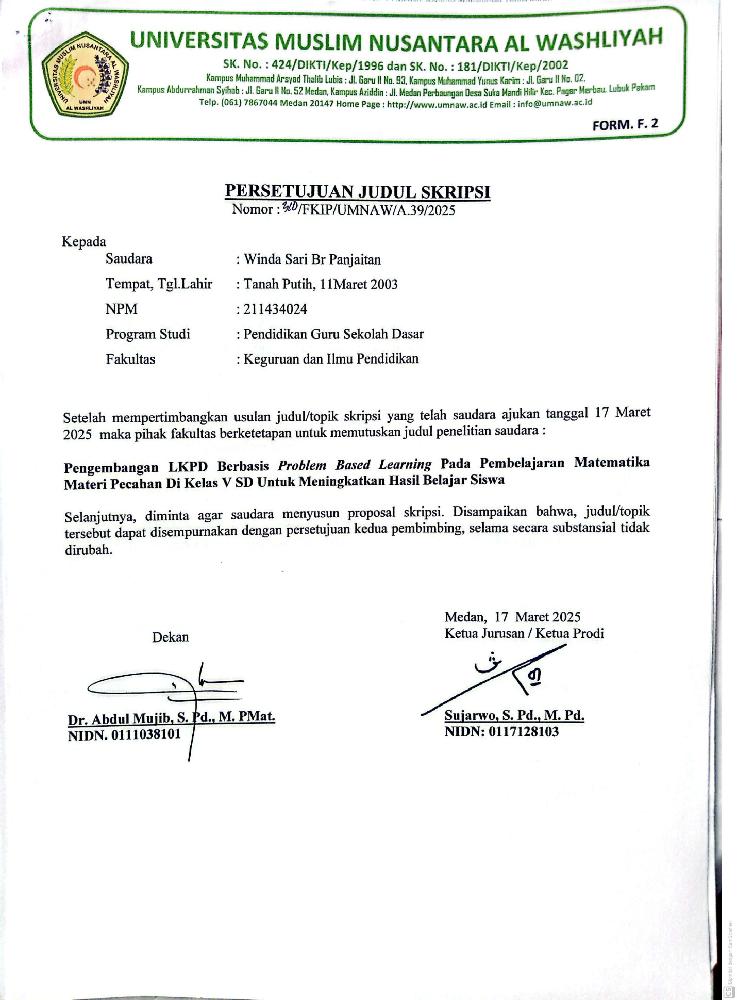 UNIVERSITAS MUSLIM NUSANTARA AL WASHLIYAH
SK. No. : 424/DIKTI/Kep/1996 dan SK. No. : 181/DIKTI/Kep/2002
Kampus Muhammad Arsyad Thalib Lubis : Jl. Garu II No. 93, Kampus Muhammad Yunus Karim : Jl. Garu II No. 02,
Kampus Abdurrahman Syihab : Jl. Garu II No. 52 Medan, Kampus Aziddin : Jl. Medan Perbaungan Desa Suka Mandi Hilir Kec. Pagar Merbau, Lubuk Pakam
Telp. (061) 7867044 Medan 20147 Home Page : http://www.umnaw.ac.id Email : info@umnaw.ac.id
UNIVERSITAS MUSLIM NUSANTARA AL WASHLIYAH
UMN
AL WASHLIYAH
FORM. F. 2
PERSETUJUAN JUDUL SKRIPSI
Nomor : /FKIP/UMNAW/A.39/2025
Kepada
Saudara : Winda Sari Br Panjaitan
Tempat, Tgl.Lahir : Tanah Putih, 11Maret 2003
NPM : 211434024
Program Studi : Pendidikan Guru Sekolah Dasar
Fakultas : Keguruan dan Ilmu Pendidikan
Setelah mempertimbangkan usulan judul/topik skripsi yang telah saudara ajukan tanggal 17 Maret
2025 maka pihak fakultas berketetapan untuk memutuskan judul penelitian saudara :
Pengembangan LKPD Berbasis Problem Based Learning Pada Pembelajaran Matematika
Materi Pecahan Di Kelas V SD Untuk Meningkatkan Hasil Belajar Siswa
Selanjutnya, diminta agar saudara menyusun proposal skripsi. Disampaikan bahwa, judul/topik
tersebut dapat disempurnakan dengan persetujuan kedua pembimbing, selama secara substansial tidak
dirubah.
Medan, 17 Maret 2025
Dekan
Ketua Jurusan / Ketua Prodi
Dr. Abdul Mujib, S. Pd., M. PMat.
NIDN. 0111038101
Sujarwo, S. Pd., M. Pd.
NIDN: 0117128103
CS Dipindai dengan CamScanner